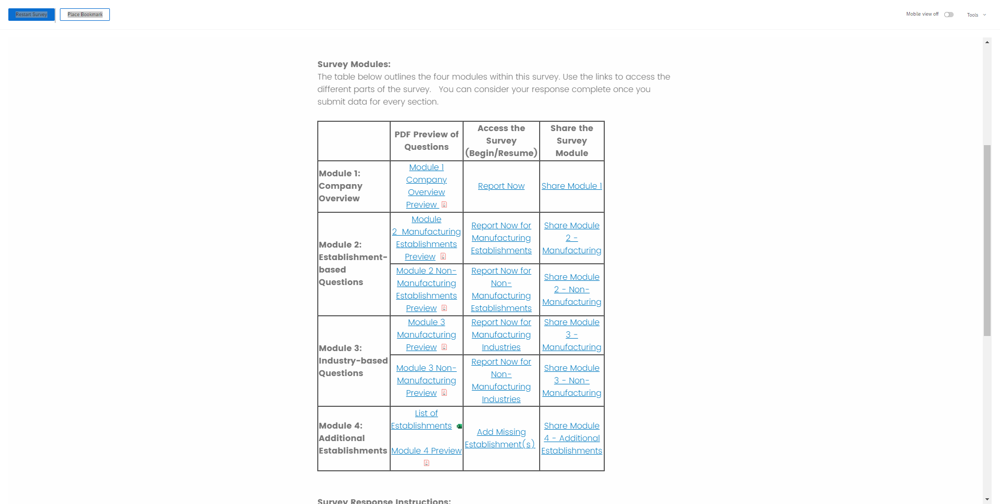 Restart Survey
Place Bookmark
Mobile view off
Tools
Survey Modules:
The table below outlines the four modules within this survey. Use the links to access the
different parts of the survey.   You can consider your response complete once you
submit data for every section.
PDF Preview of
Questions
Access the
Survey
(Begin/Resume)
Share the
Survey
Module
Module 1:
Company
Overview
Module 1
Company
Overview
Preview
Report Now
Share Module 1
Module 2:
Establishment-
based
Questions
Module
2  Manufacturing
Establishments
Preview
Report Now for
Manufacturing
Establishments
Share Module
2 -
Manufacturing
Module 2 Non-
Manufacturing
Establishments
Preview
Report Now for
Non-
Manufacturing
Establishments
Share Module
2 - Non-
Manufacturing
Module 3:
Industry-based
Questions
Module 3
Manufacturing
Preview
Report Now for
Manufacturing
Industries
Share Module
3 -
Manufacturing
Module 3 Non-
Manufacturing
Preview
Report Now for
Non-
Manufacturing
Industries
Share Module
3 - Non-
Manufacturing
Module 4:
Additional
Establishments
List of
Establishments
Module 4 Preview
Add Missing
Establishment(s)
Share Module
4 - Additional
Establishments
Survey Response Instructions: